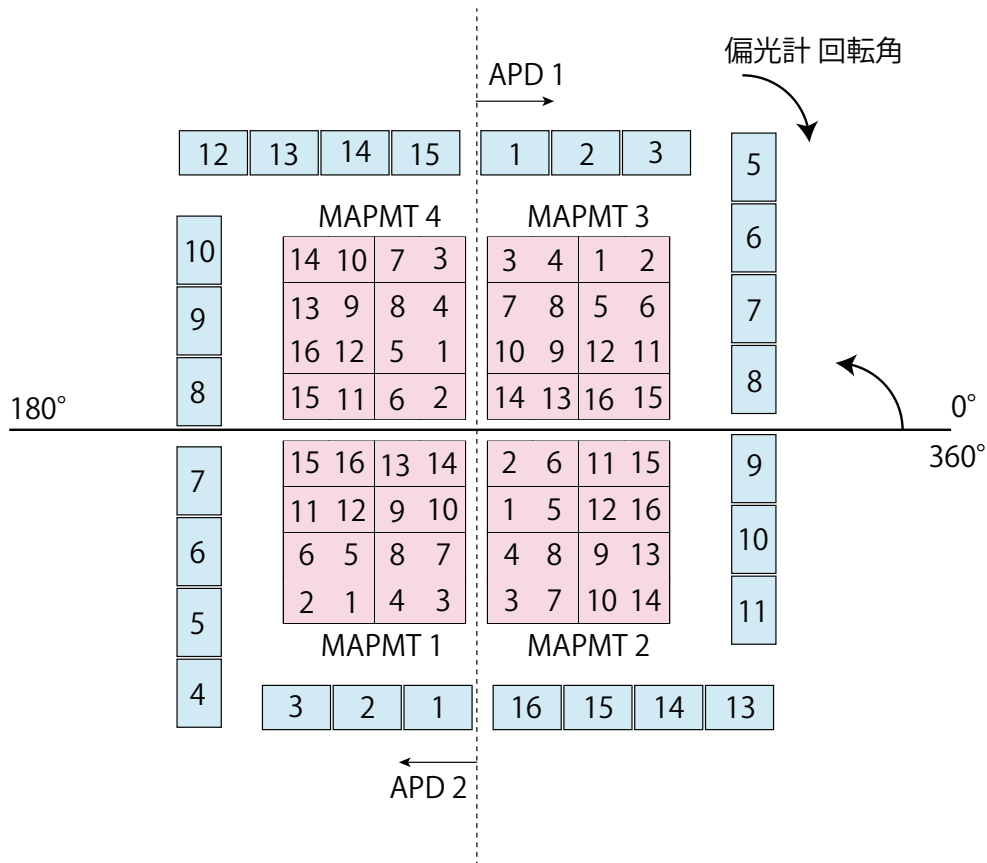 偏光計 回転角
APD 1
12 13 14 15 1 2 3
5
6
7
8
10
9
8
MAPMT 4
14 10 7 3
13 9 8 4
16 12 5 1
15 11 6 2
MAPMT 3
3 4 1 2
7 8 5 6
10 9 12 11
14 13 16 15
180°
0°
360°
7
6
5
4
15 16 13 14
11 12 9 10
6 5 8 7
2 1 4 3
MAPMT 1
2 6 11 15
1 5 12 16
4 8 9 13
3 7 10 14
MAPMT 2
9
10
11
3 2 1 16 15 14 13
APD 2